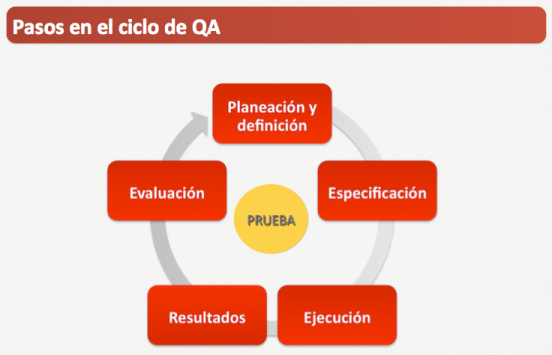 Pasos en el ciclo de QA
Planeación y
definición
Evaluación
Especificación
PRUEBA
Resultados
Ejecución